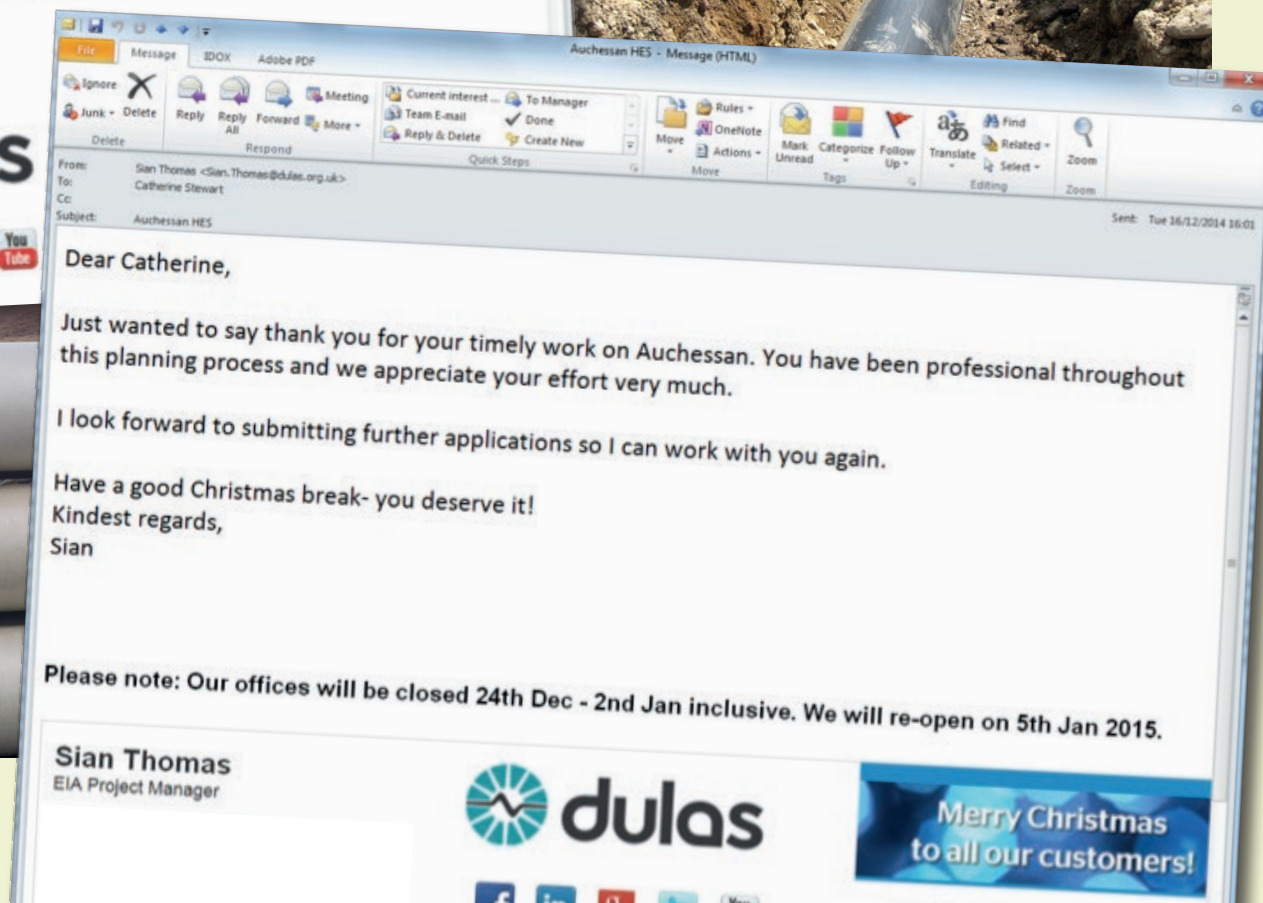 S
You
Tube
Auchessan HES - Message (HTML)
File Message IDOX Adobe PDF
Ignore
Junk
Delete
Reply
Reply All
Forward
Meeting
More
Current interest ...
Team E-mail
Reply & Delete
To Manager
Done
Create New
Move
Rules
OneNote
Actions
Mark Unread
Categorize
Follow Up
Translate
Find
Related
Select
Zoom
Delete Respond Quick Steps Move Tags Editing Zoom
From: Sian Thomas <Sian.Thomas@dulas.org.uk>
To: Catherine Stewart
Cc:
Subject: Auchessan HES
Sent: Tue 16/12/2014 16:01
Dear Catherine,
Just wanted to say thank you for your timely work on Auchessan. You have been professional throughout
this planning process and we appreciate your effort very much.
I look forward to submitting further applications so I can work with you again.
Have a good Christmas break- you deserve it!
Kindest regards,
Sian
Please note: Our offices will be closed 24th Dec - 2nd Jan inclusive. We will re-open on 5th Jan 2015.
Sian Thomas
EIA Project Manager
dulas
Merry Christmas
to all our customers!
f in g You